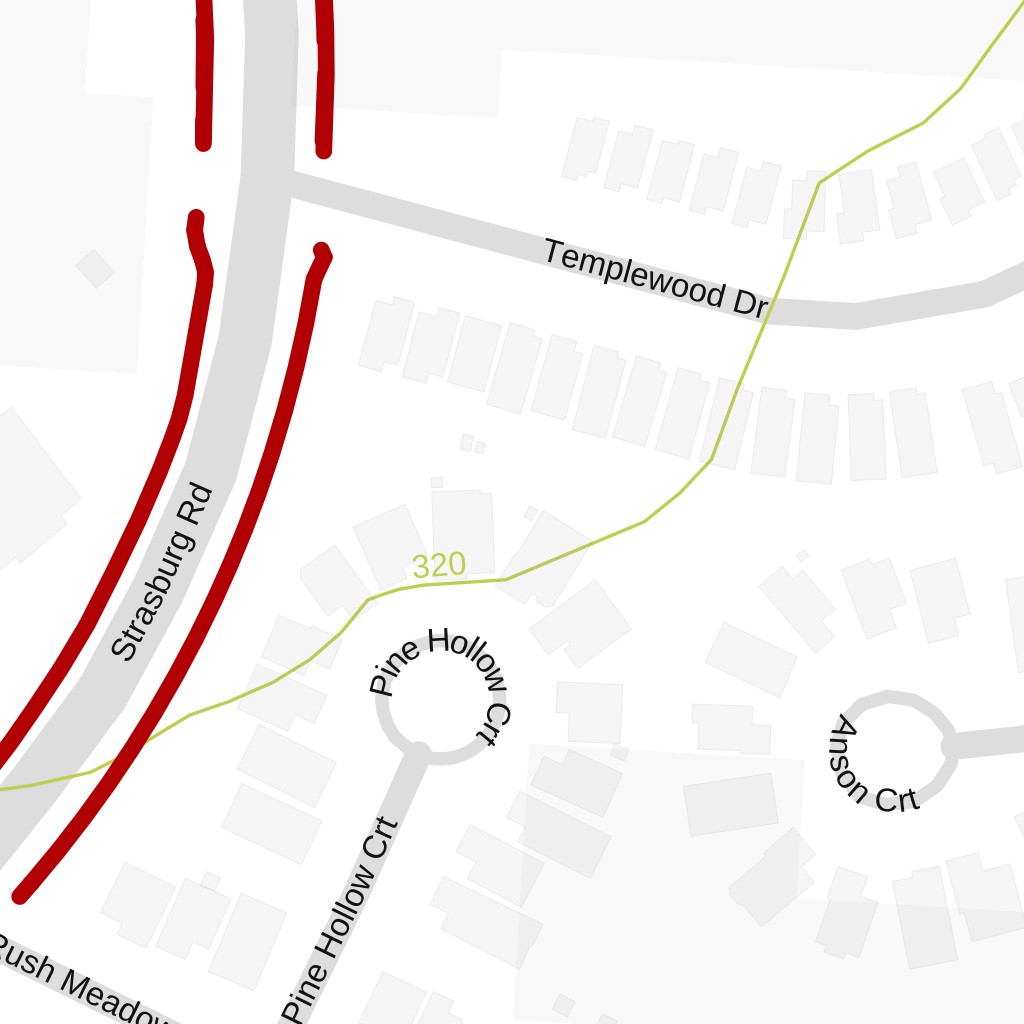 Templewood Dr
Strasburg Rd
320
Pine Hollow Crt
Anson Crt
Pine Hollow Crt
Rush Meadow